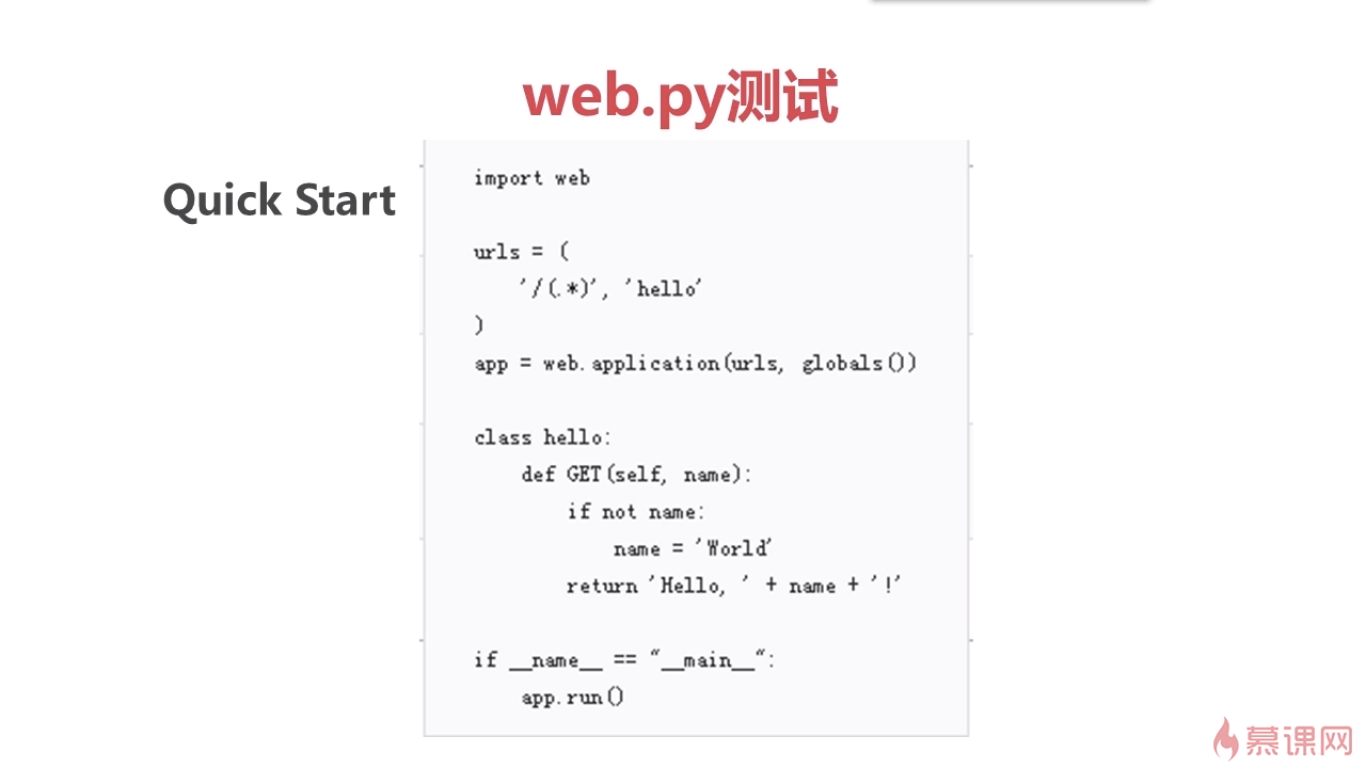 web.py测试
Quick Start
import web
urls = (
'/(.*)', 'hello'
)
app = web.application(urls, globals())
class hello:
def GET(self, name):
if not name:
name = 'World'
return 'Hello, ' + name + '!'
if __name__ == "__main__":
app.run()
慕课网